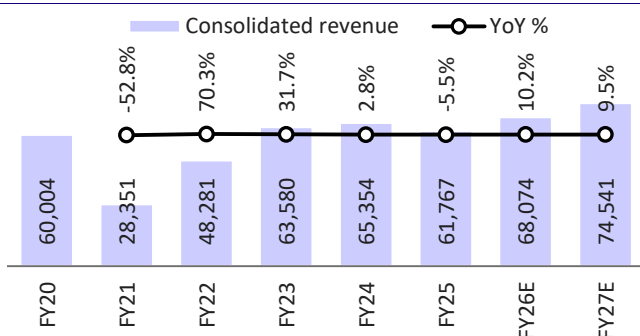 Consolidated revenue YoY %
-52.8% 70.3% 31.7% 2.8% -5.5% 10.2% 9.5%
60,004 28,351 48,281 63,580 65,354 61,767 68,074 74,541
FY20 FY21 FY22 FY23 FY24 FY25 FY26E FY27E